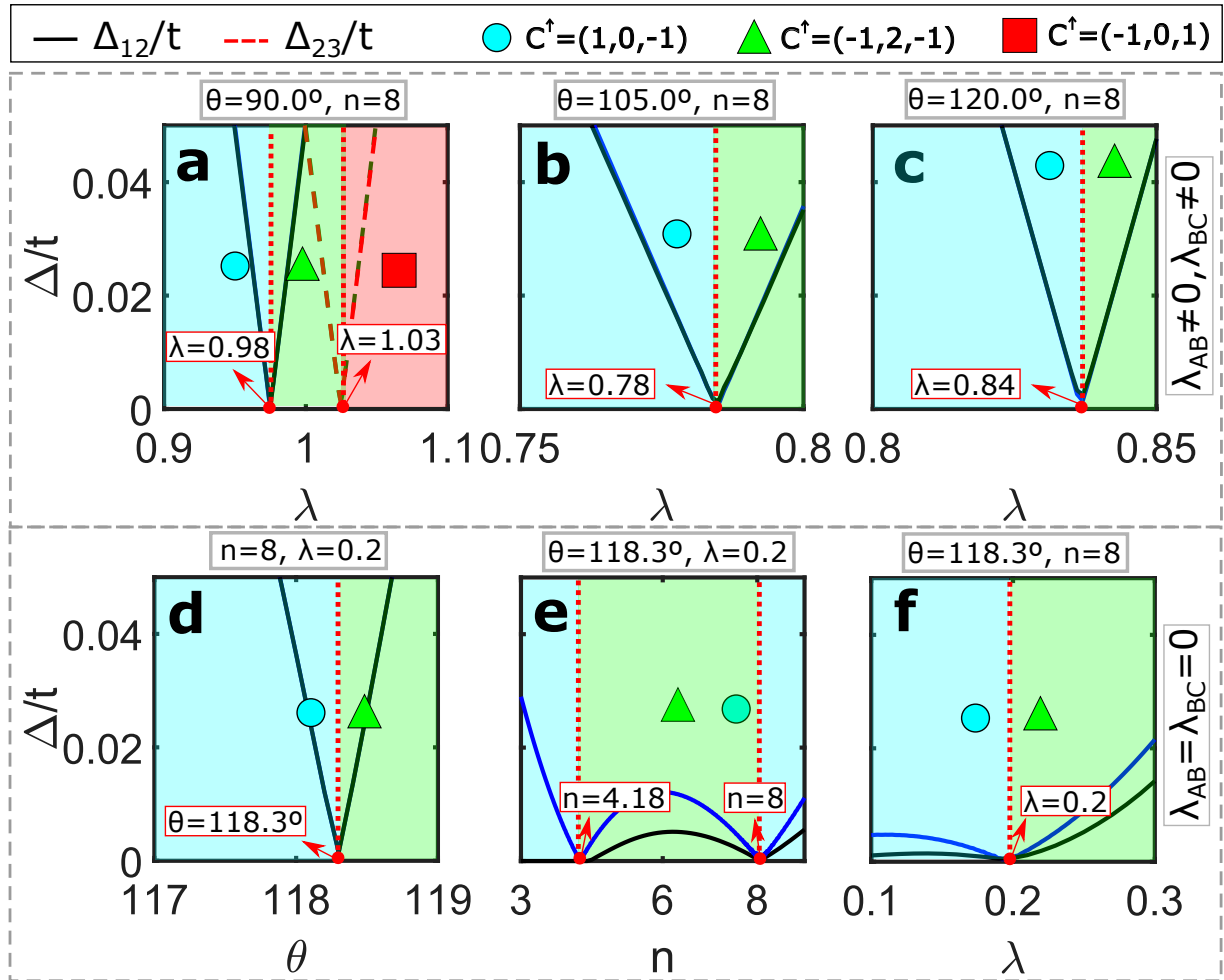 Δ₁₂/t Δ₂₃/t C↑=(1,0,-1) C↑=(-1,2,-1) C↑=(-1,0,1)
θ=90.0º, n=8
θ=105.0º, n=8
θ=120.0º, n=8
a
b
c
Δ/t
0.04
0.02
0
λ=0.98
λ=1.03
λ=0.78
λ=0.84
0.9 1 1.1
0.75 0.8
0.8 0.85
λ
λ
λ
λAB≠0,λBC≠0
n=8, λ=0.2
θ=118.3º, λ=0.2
θ=118.3º, n=8
d
e
f
Δ/t
0.04
0.02
0
θ=118.3º
n=4.18
n=8
λ=0.2
117 118 119
3 6 8
0.1 0.2 0.3
θ
n
λ
λAB=λBC=0